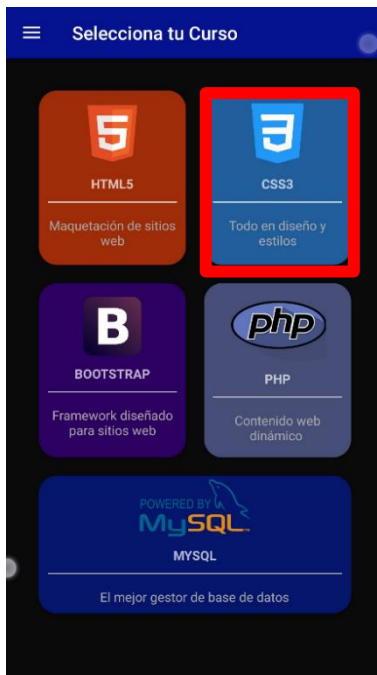 Selecciona tu Curso
5
HTML5
Maquetación de sitios
web
3
CSS3
Todo en diseño y
estilos
B
BOOTSTRAP
Framework diseñado
para sitios web
php
PHP
Contenido web
dinámico
POWERED BY
MySQL
MYSQL
El mejor gestor de base de datos